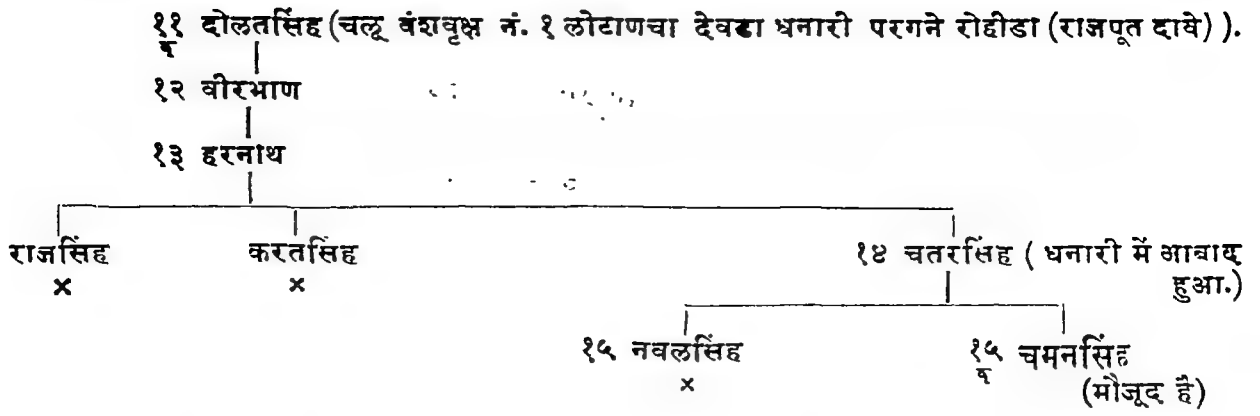 ११ दोलतसिंह (चलू वंशवृक्ष नं. १ लोटाणचा देवडा धनारी परगने रोहीडा (राजपूत दावे) ).
द
१२ वीरभाण
१३ हरनाथ
राजसिंह करतसिंह १४ चतरसिंह ( धनारी में आबाद
× × हुआ.)
१५ नवलसिंह १५ चमनसिंह
× द (मौजूद है)